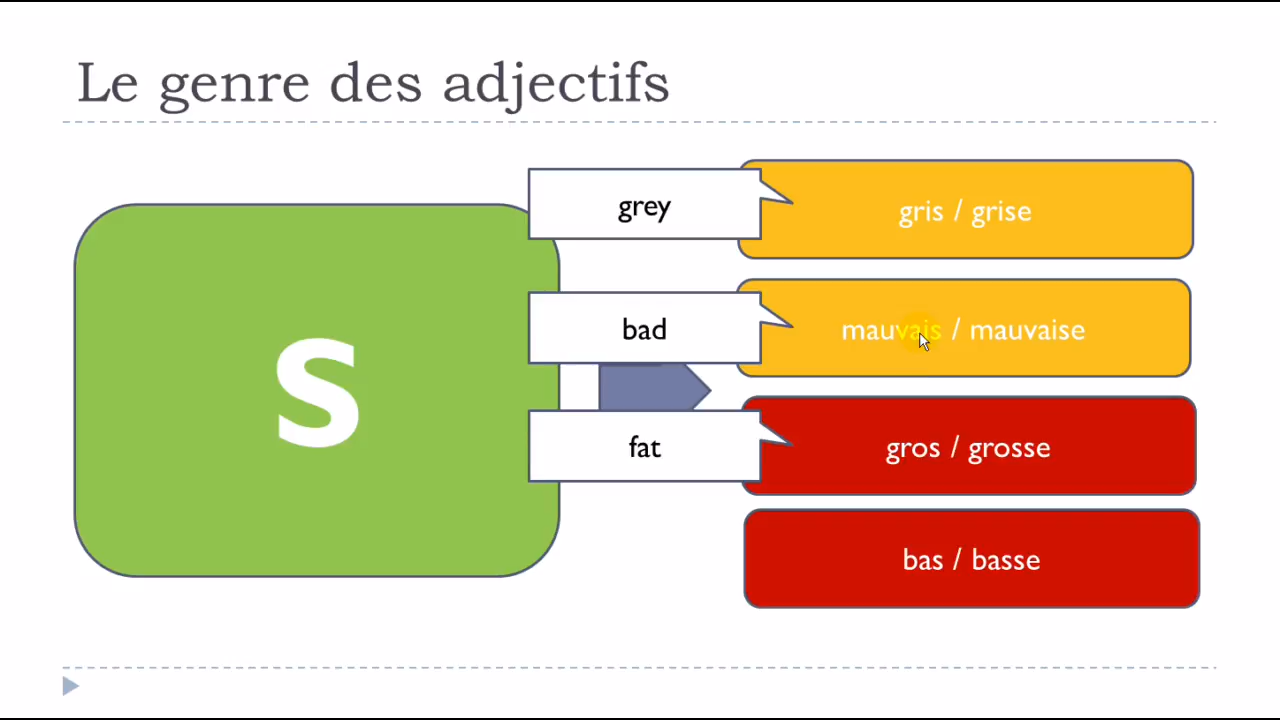 Le genre des adjectifs
s
grey
gris / grise
bad
mauvais / mauvaise
fat
gros / grosse
bas / basse